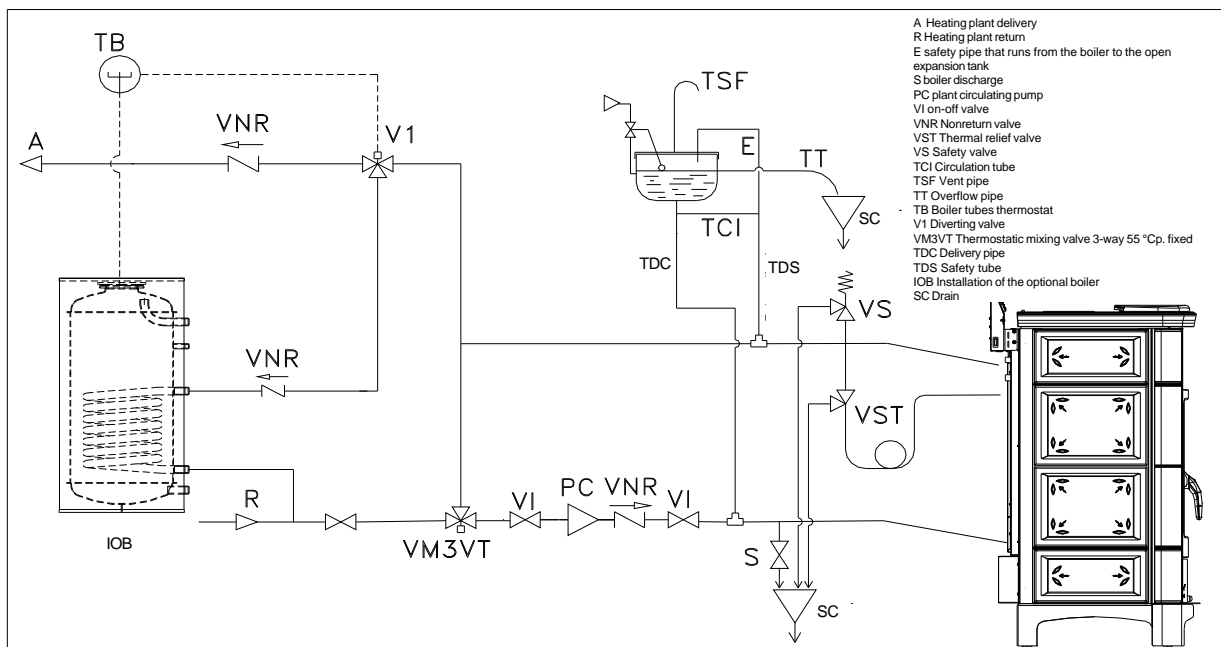 TB
VNR
V1
A
VNR
R
IOB
VM3VT
VI
PC
VNR
VI
TSF
E
TT
SC
TCI
TDC
TDS
VS
VST
S
SC
A Heating plant delivery
R Heating plant return
E safety pipe that runs from the boiler to the open
expansion tank
S boiler discharge
PC plant circulating pump
VI on-off valve
VNR Nonreturn valve
VST Thermal relief valve
VS Safety valve
TCI Circulation tube
TSF Vent pipe
TT Overflow pipe
TB Boiler tubes thermostat
V1 Diverting valve
VM3VT Thermostatic mixing valve 3-way 55 °Cp. fixed
TDC Delivery pipe
TDS Safety tube
IOB Installation of the optional boiler
SC Drain